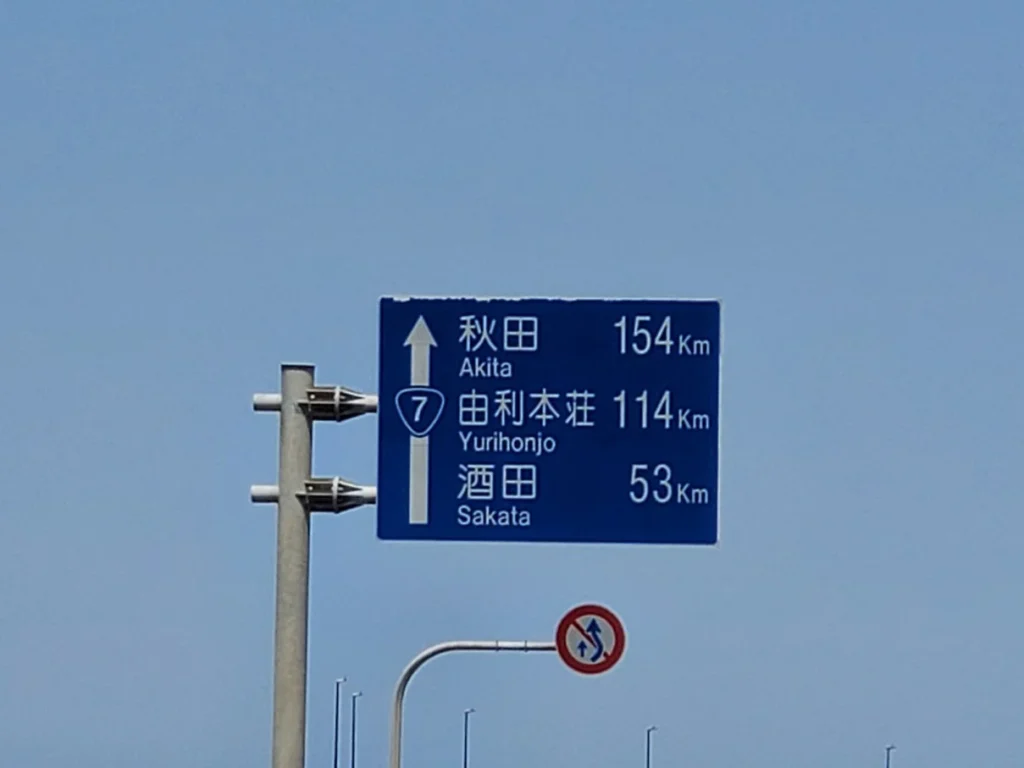 秋田 154Km
Akita
7
由利本荘 114Km
Yurihonjo
酒田 53Km
Sakata